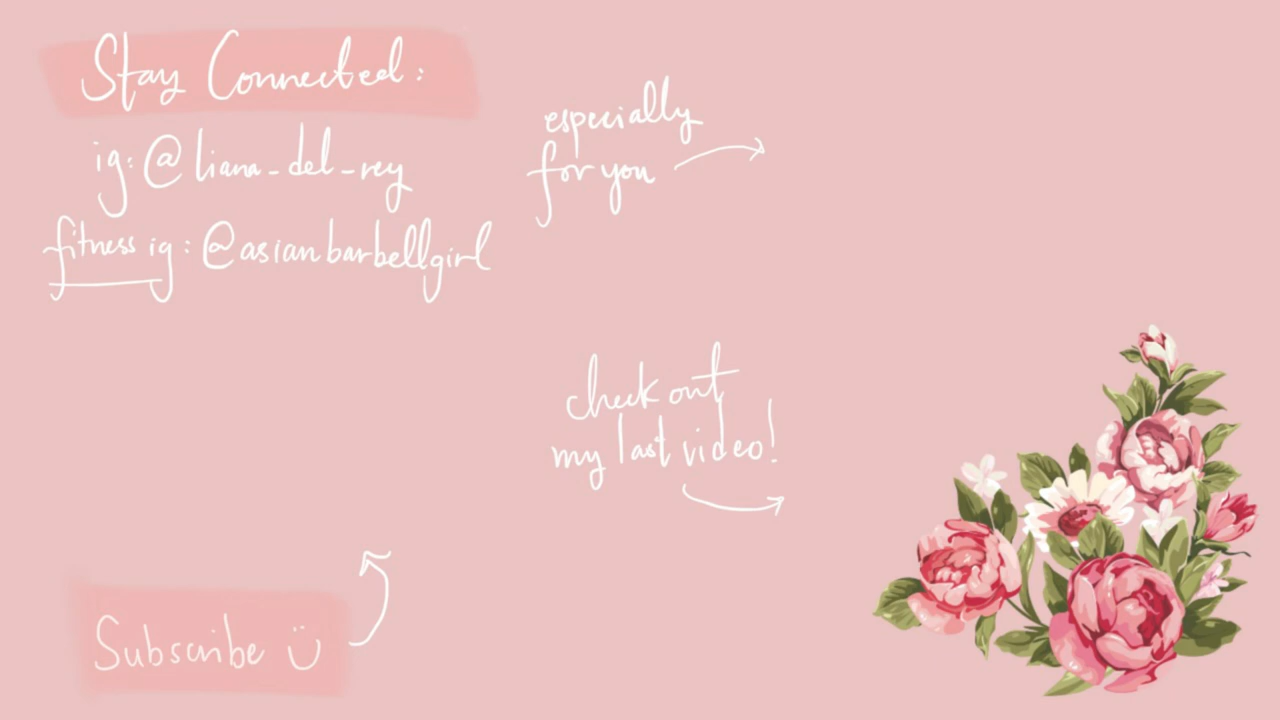 Stay Connected:
ig: @liana_del_rey
fitness ig: @asianbarbellgirl
especially
for you
check out
my last video!
Subscribe